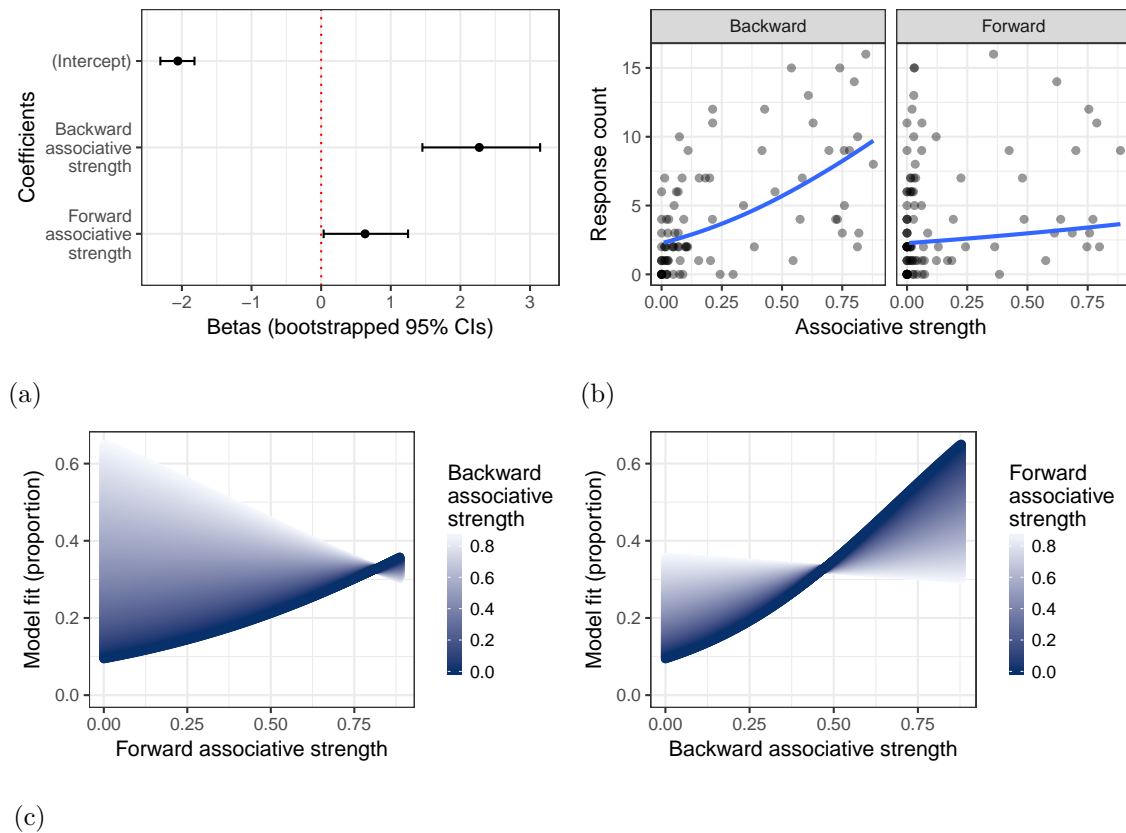 (Intercept)
Backward
associative
strength
Forward
associative
strength
Coefficients
−2
−1
0
1
2
3
Betas (bootstrapped 95% CIs)
(a)
Backward
Forward
15
10
5
0
Response count
0.00
0.25
0.50
0.75
0.00
0.25
0.50
0.75
Associative strength
(b)
0.6
0.4
0.2
0.0
Model fit (proportion)
0.00
0.25
0.50
0.75
Forward associative strength
Backward
associative
strength
0.8
0.6
0.4
0.2
0.0
0.6
0.4
0.2
0.0
Model fit (proportion)
0.00
0.25
0.50
0.75
Backward associative strength
Forward
associative
strength
0.8
0.6
0.4
0.2
0.0
(c)